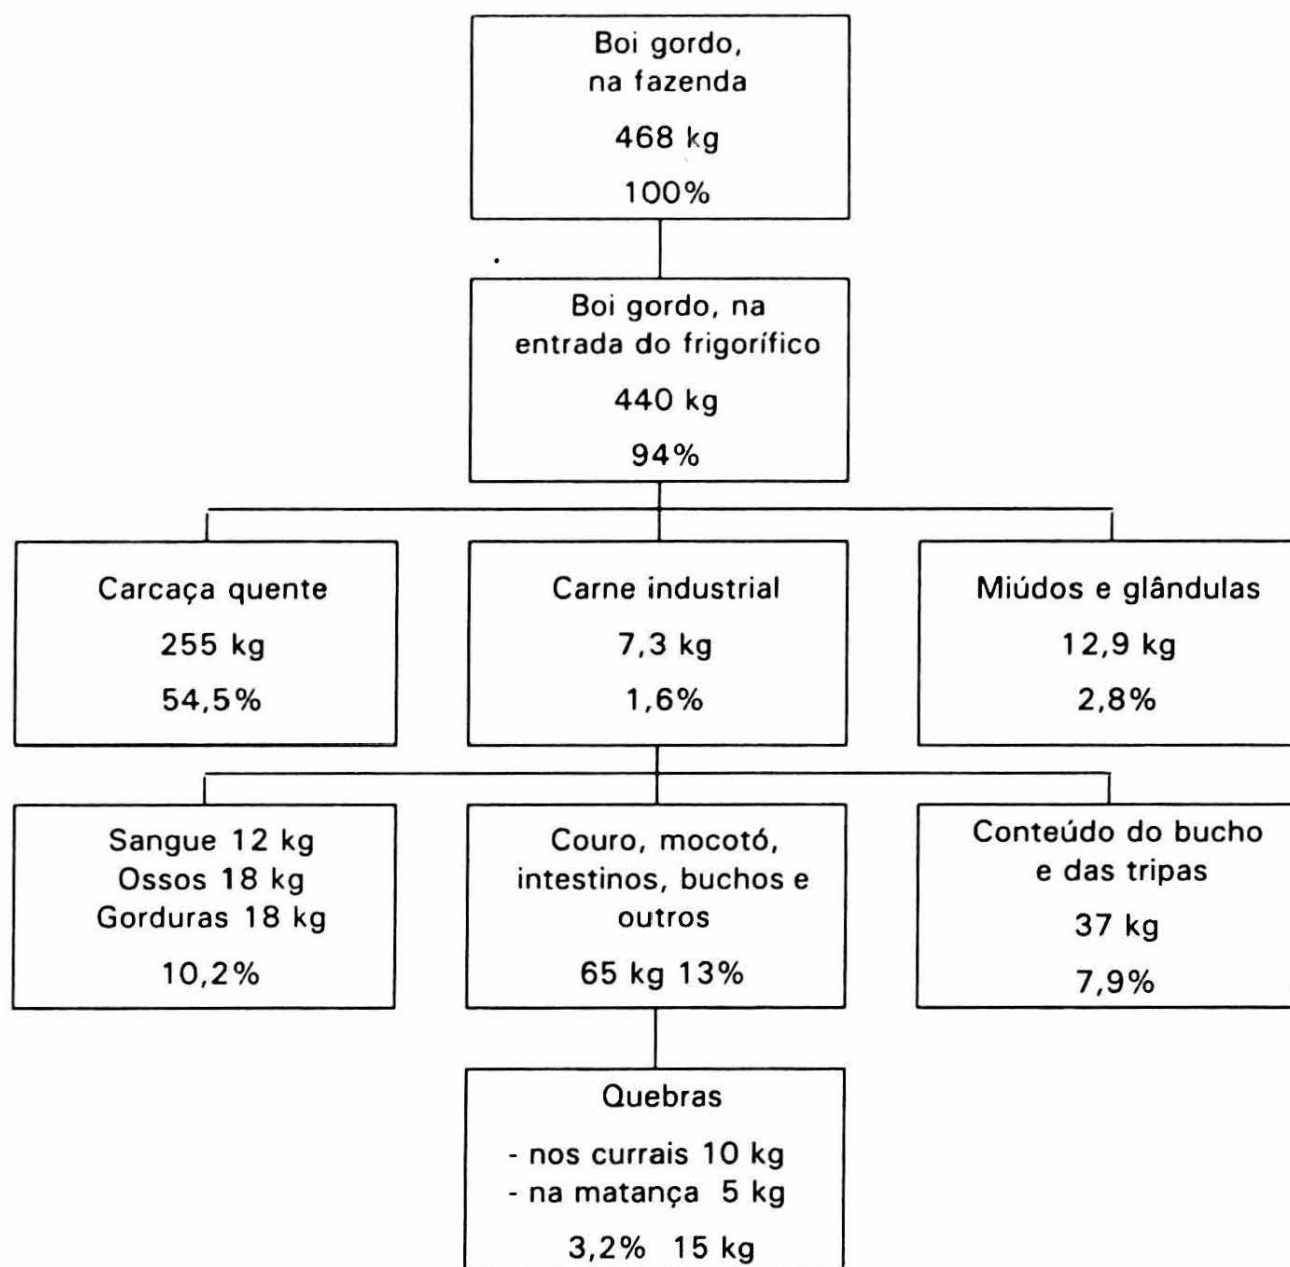 Boi gordo,
na fazenda
468 kg
100%
Boi gordo, na
entrada do frigorífico
440 kg
94%
Carcaça quente
255 kg
54,5%
Carne industrial
7,3 kg
1,6%
Miúdos e glândulas
12,9 kg
2,8%
Sangue 12 kg
Ossos 18 kg
Gorduras 18 kg
10,2%
Couro, mocotó,
intestinos, buchos e
outros
65 kg 13%
Conteúdo do bucho
e das tripas
37 kg
7,9%
Quebras
- nos currais 10 kg
- na matança 5 kg
3,2% 15 kg